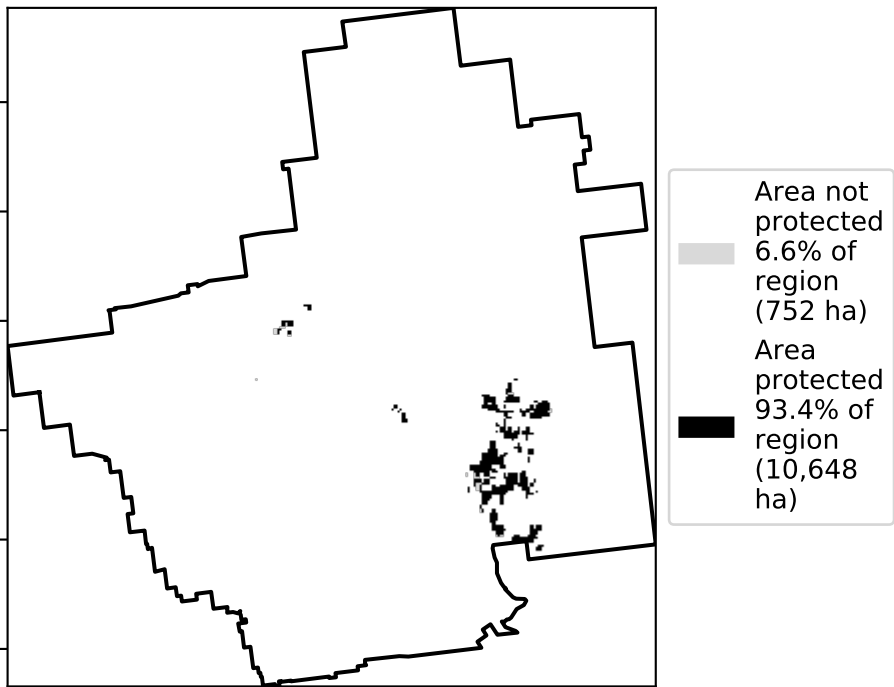 Area not
protected
6.6% of
region
(752 ha)
Area
protected
93.4% of
region
(10,648
ha)